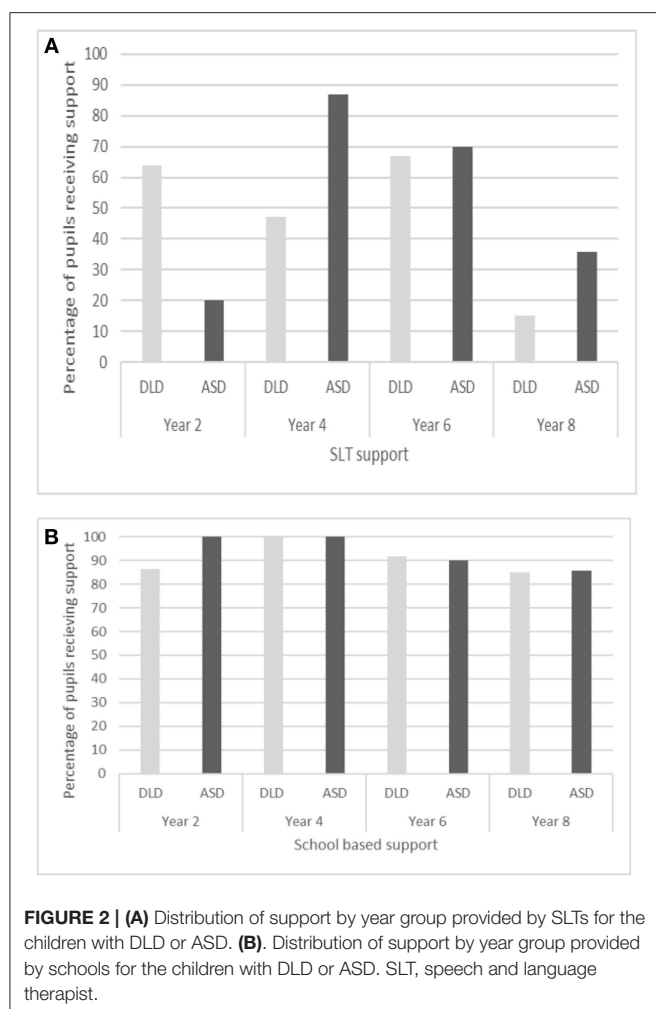 A
Percentage of pupils receiving support
100
90
80
70
60
50
40
30
20
10
0
DLD ASD DLD ASD DLD ASD DLD ASD
Year 2 Year 4 Year 6 Year 8
SLT support
B
Percentage of pupils recieving support
100
90
80
70
60
50
40
30
20
10
0
DLD ASD DLD ASD DLD ASD DLD ASD
Year 2 Year 4 Year 6 Year 8
School based support
FIGURE 2 | (A) Distribution of support by year group provided by SLTs for the
children with DLD or ASD. (B). Distribution of support by year group provided
by schools for the children with DLD or ASD. SLT, speech and language
therapist.